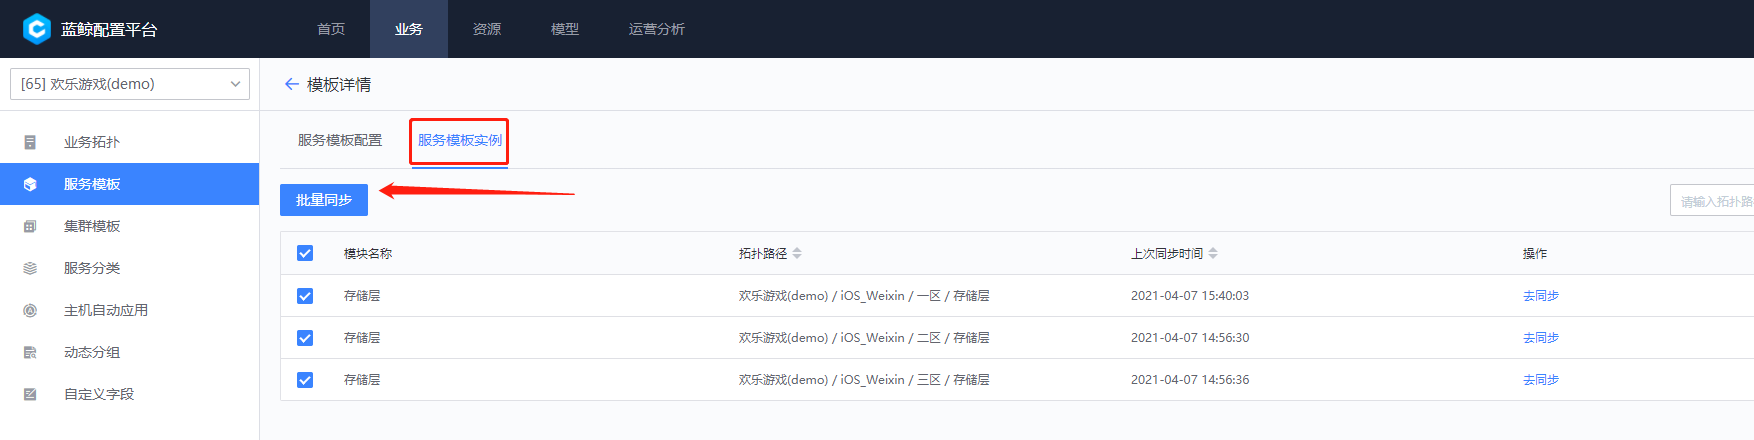 蓝鲸配置平台
首页 业务 资源 模型 运营分析
[65] 欢乐游戏(demo)
模板详情
业务拓扑
服务模板
集群模板
服务分类
主机自动应用
动态分组
自定义字段
服务模板配置 服务模板实例
批量同步
请输入拓扑路
模块名称 拓扑路径 上次同步时间 操作
存储层 欢乐游戏(demo) / iOS_Weixin / 一区 / 存储层 2021-04-07 15:40:03 去同步
存储层 欢乐游戏(demo) / iOS_Weixin / 二区 / 存储层 2021-04-07 14:56:30 去同步
存储层 欢乐游戏(demo) / iOS_Weixin / 三区 / 存储层 2021-04-07 14:56:36 去同步